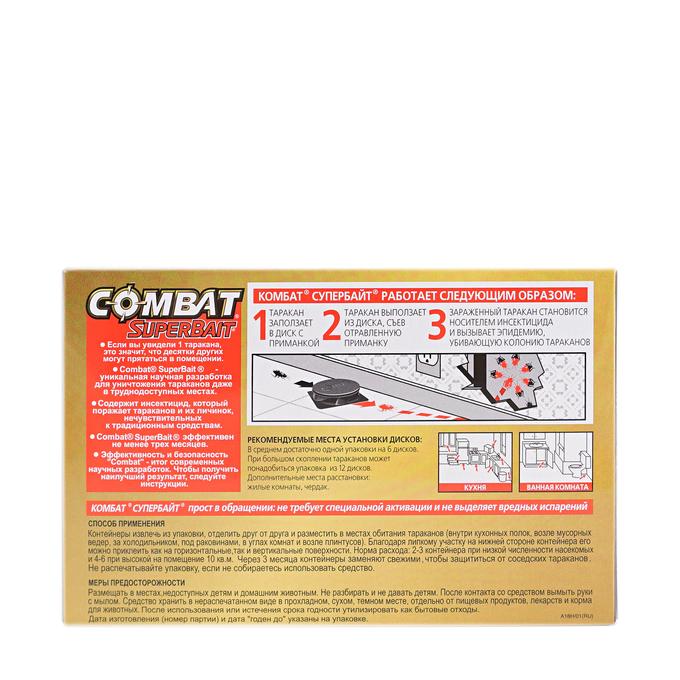 COMBAT®
SUPERBAIT®
● Если вы увидели 1 таракана,
это значит, что десятки других
могут прятаться в помещении.
● Combat® SuperBait® -
уникальная научная разработка
для уничтожения тараканов даже
в труднодоступных местах.
● Содержит инсектицид, который
поражает тараканов и их личинок,
нечувствительных
к традиционным средствам.
● Combat® SuperBait® эффективен
не менее трех месяцев.
● Эффективность и безопасность
"Combat" - итог современных
научных разработок. Чтобы получить
наилучший результат, следуйте
инструкции.
КОМБАТ® СУПЕРБАЙТ® РАБОТАЕТ СЛЕДУЮЩИМ ОБРАЗОМ:
1 ТАРАКАН
ЗАПОЛЗАЕТ
В ДИСК С
ПРИМАНКОЙ
2 ТАРАКАН ВЫПОЛЗАЕТ
ИЗ ДИСКА, СЪЕВ
ОТРАВЛЕННУЮ
ПРИМАНКУ
3 ЗАРАЖЕННЫЙ ТАРАКАН СТАНОВИТСЯ
НОСИТЕЛЕМ ИНСЕКТИЦИДА
И ВЫЗЫВАЕТ ЭПИДЕМИЮ,
УБИВАЮЩУЮ КОЛОНИЮ ТАРАКАНОВ
РЕКОМЕНДУЕМЫЕ МЕСТА УСТАНОВКИ ДИСКОВ:
В среднем достаточно одной упаковки на 6 дисков.
При большом скоплении тараканов может
понадобиться упаковка из 12 дисков.
Дополнительные места расстановки:
жилые комнаты, чердак.
КУХНЯ
ВАННАЯ КОМНАТА
КОМБАТ® СУПЕРБАЙТ® прост в обращении: не требует специальной активации и не выделяет вредных испарений
СПОСОБ ПРИМЕНЕНИЯ
Контейнеры извлечь из упаковки, отделить друг от друга и разместить в местах обитания тараканов (внутри кухонных полок, возле мусорных
ведер, за холодильником, под раковинами, в углах комнат и возле плинтусов). Благодаря липкому участку на нижней стороне контейнера его
можно приклеить как на горизонтальные,так и вертикальные поверхности. Норма расхода: 2-3 контейнера при низкой численности насекомых
и 4-6 при высокой на помещение 10 кв.м. Через 3 месяца контейнеры заменяют свежими, чтобы защититься от соседских тараканов.
Не распечатывайте упаковку, если не собираетесь использовать средство.
МЕРЫ ПРЕДОСТОРОЖНОСТИ
Размещать в местах,недоступных детям и домашним животным. Не разбирать и не давать детям. После контакта со средством вымыть руки
с мылом. Средство хранить в нераспечатанном виде в прохладном, сухом, темном месте, отдельно от пищевых продуктов, лекарств и корма
для животных. После использования или истечения срока годности утилизировать как бытовые отходы.
Дата изготовления (номер партии) и дата "годен до" указаны на упаковке.
A18H/01(RU)